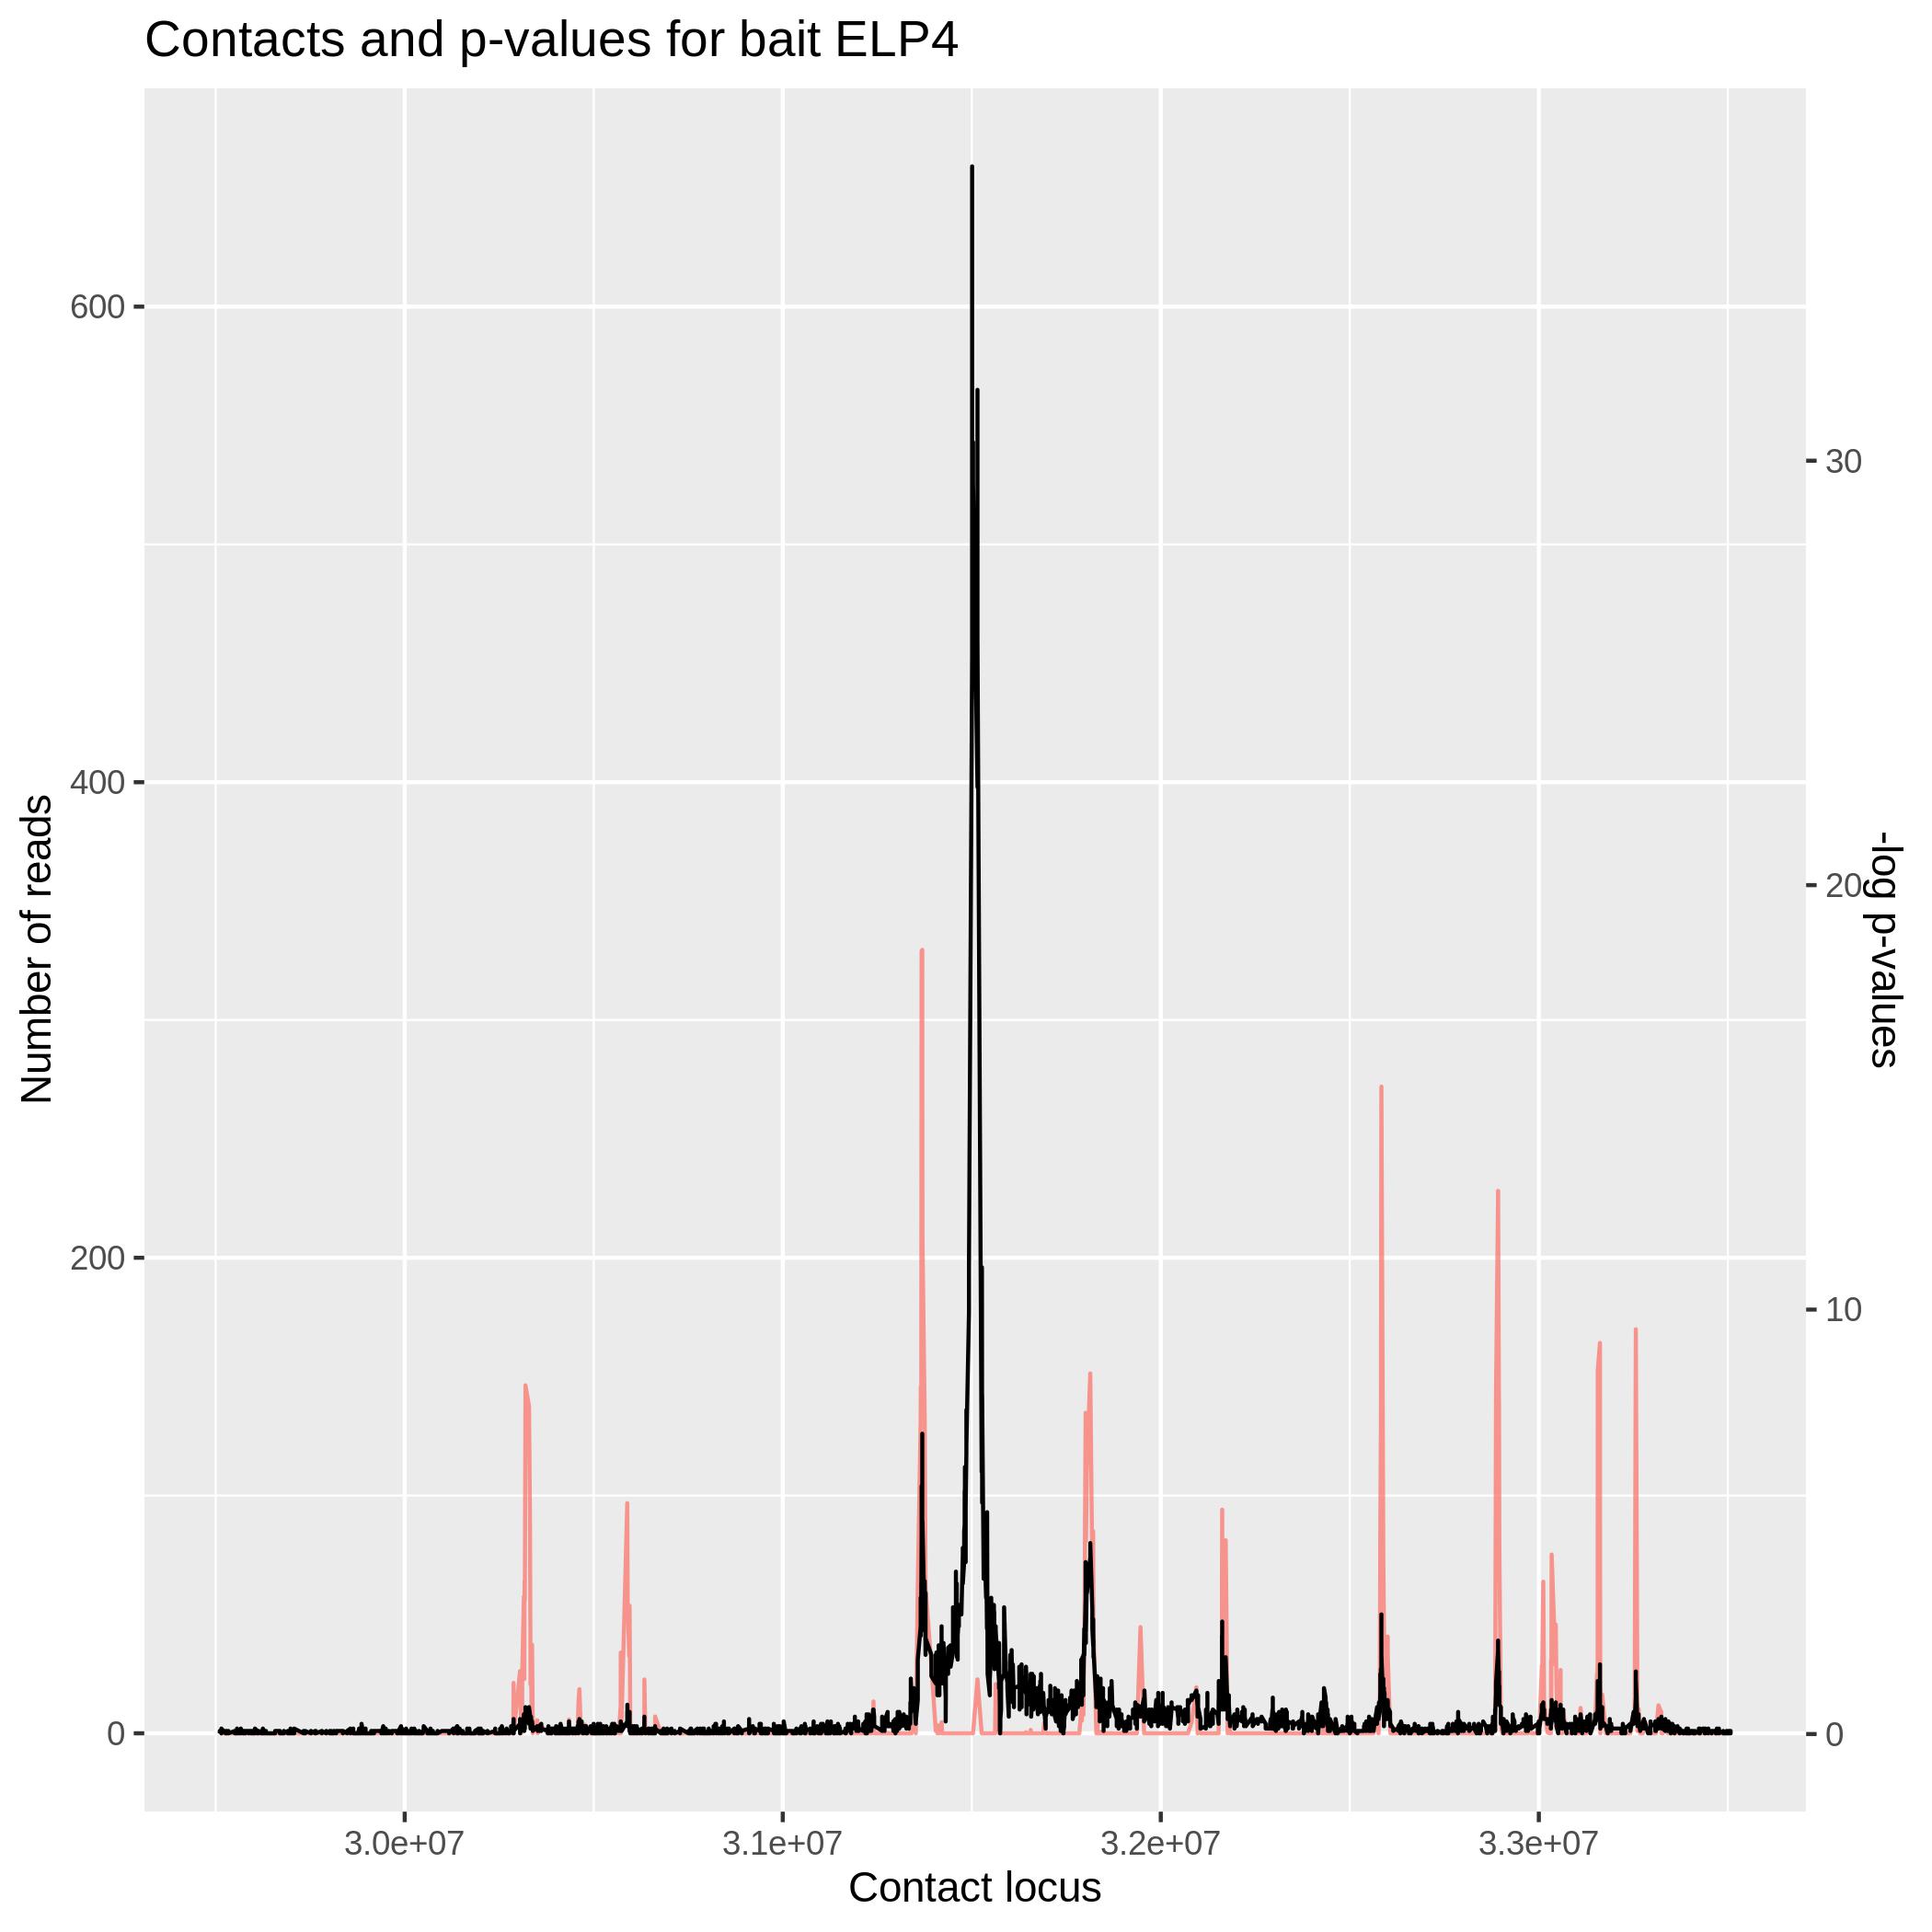 Contacts and p-values for bait ELP4
600
400
200
0
Number of reads
30
20
10
0
-log p-values
3.0e+07
3.1e+07
3.2e+07
3.3e+07
Contact locus